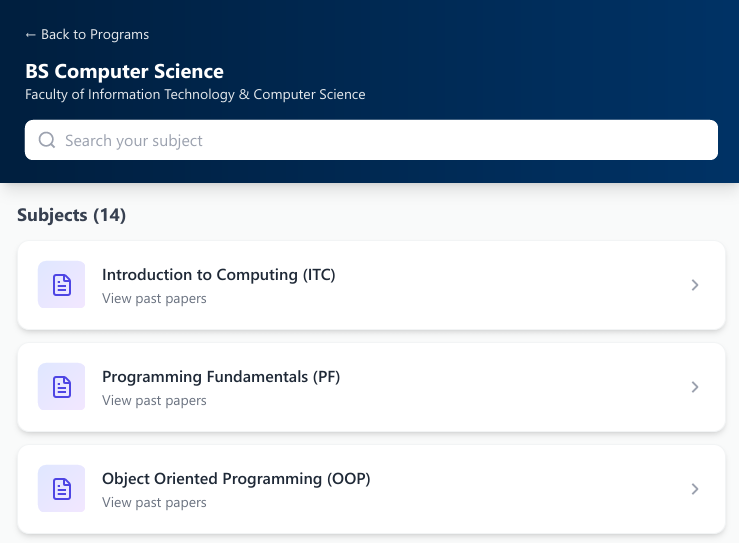 ← Back to Programs
BS Computer Science
Faculty of Information Technology & Computer Science
Search your subject
Subjects (14)
Introduction to Computing (ITC)
View past papers
Programming Fundamentals (PF)
View past papers
Object Oriented Programming (OOP)
View past papers